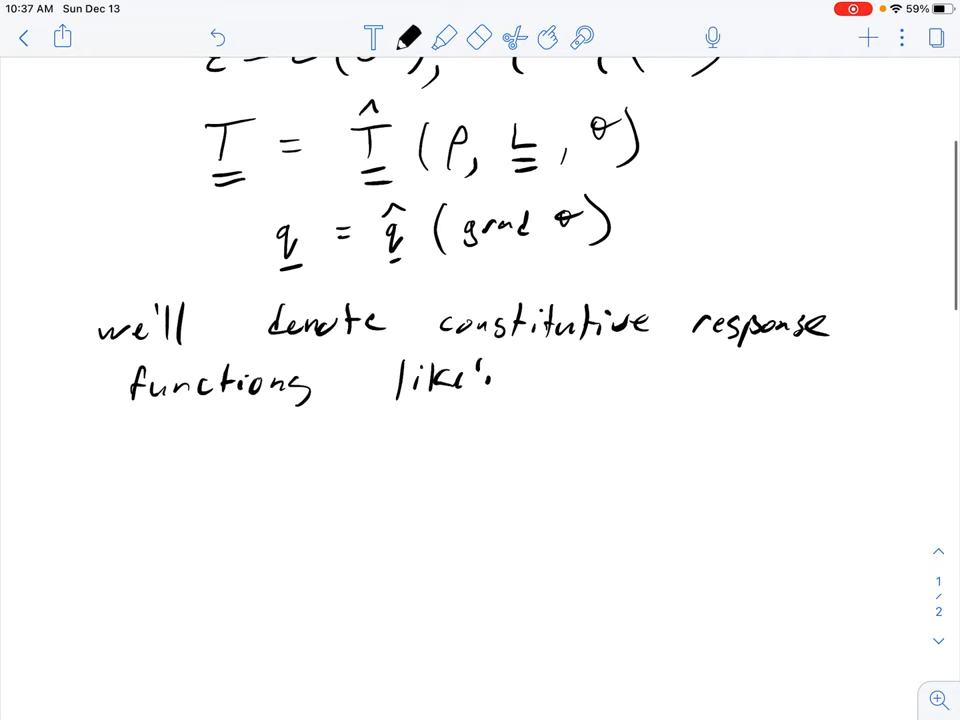 10:37 AM Sun Dec 13
59%
T = T̂ (ρ, L, θ)
q = q̂ (grad θ)
we'll denote constitutive response
functions like:
1
/
2